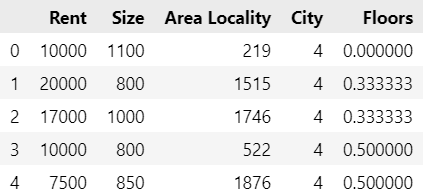 Rent Size Area Locality City Floors
0 10000 1100 219 4 0.000000
1 20000 800 1515 4 0.333333
2 17000 1000 1746 4 0.333333
3 10000 800 522 4 0.500000
4 7500 850 1876 4 0.500000